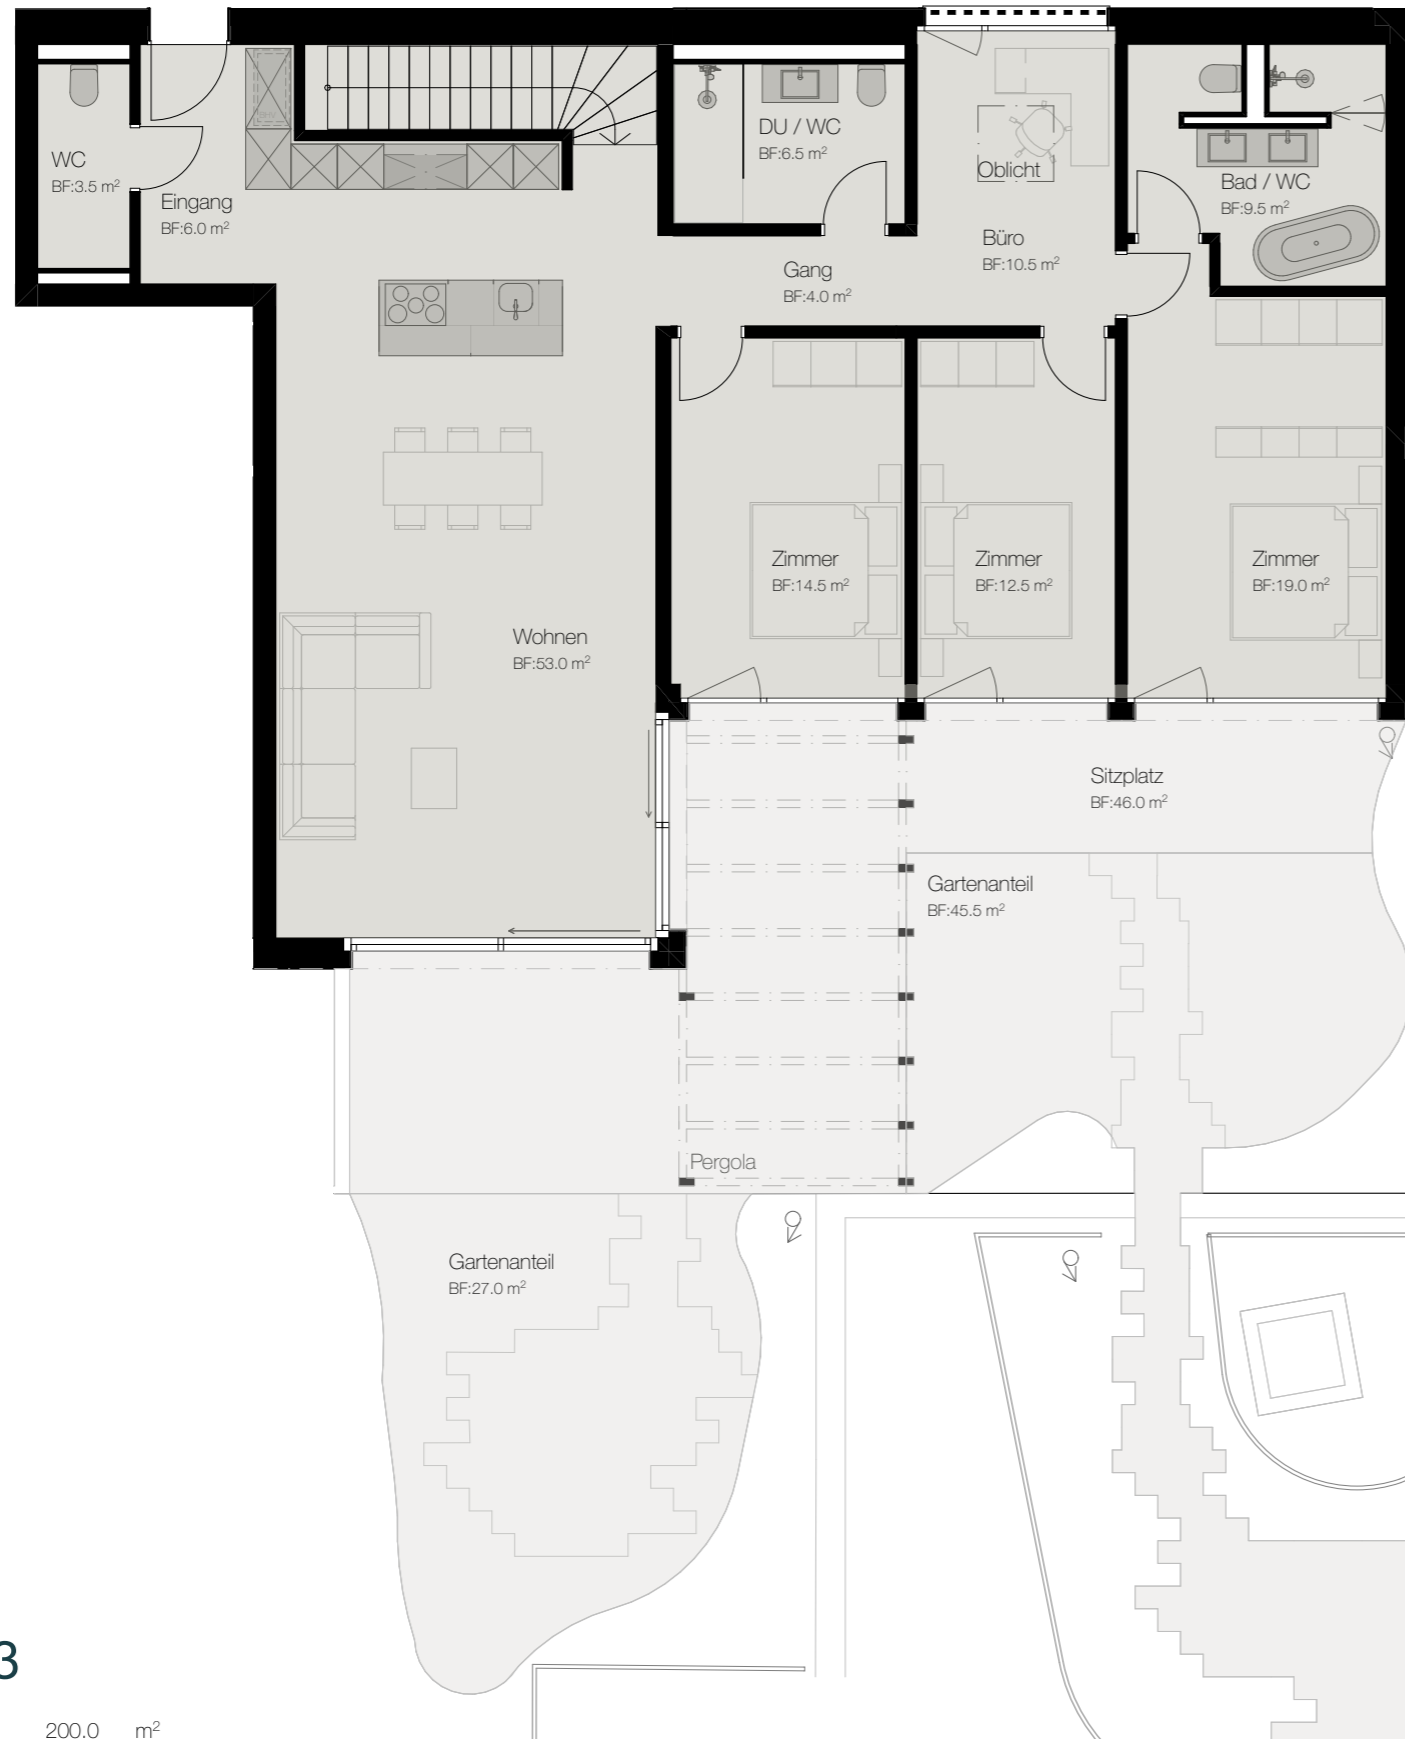 WC
BF:3.5 m²
Eingang
BF:6.0 m²
DU / WC
BF:6.5 m²
Oblicht
Büro
BF:10.5 m²
Bad / WC
BF:9.5 m²
Gang
BF:4.0 m²
Zimmer
BF:14.5 m²
Zimmer
BF:12.5 m²
Zimmer
BF:19.0 m²
Wohnen
BF:53.0 m²
Sitzplatz
BF:46.0 m²
Gartenanteil
BF:45.5 m²
Pergola
Gartenanteil
BF:27.0 m²
3
200.0 m²